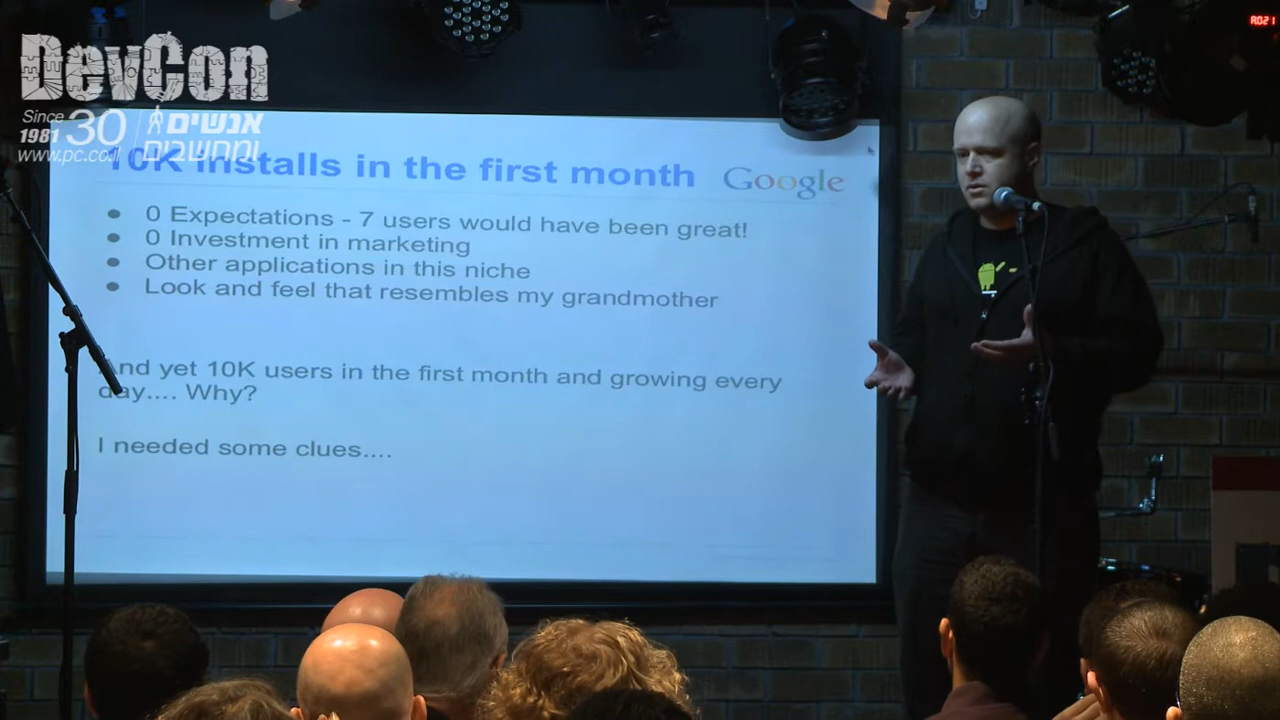 DevCon
Since
1981 30 אנשים
www.pc.co.il ומחשבים
10K installs in the first month
Google
0 Expectations - 7 users would have been great!
0 Investment in marketing
Other applications in this niche
Look and feel that resembles my grandmother
And yet 10K users in the first month and growing every
day.... Why?
I needed some clues....